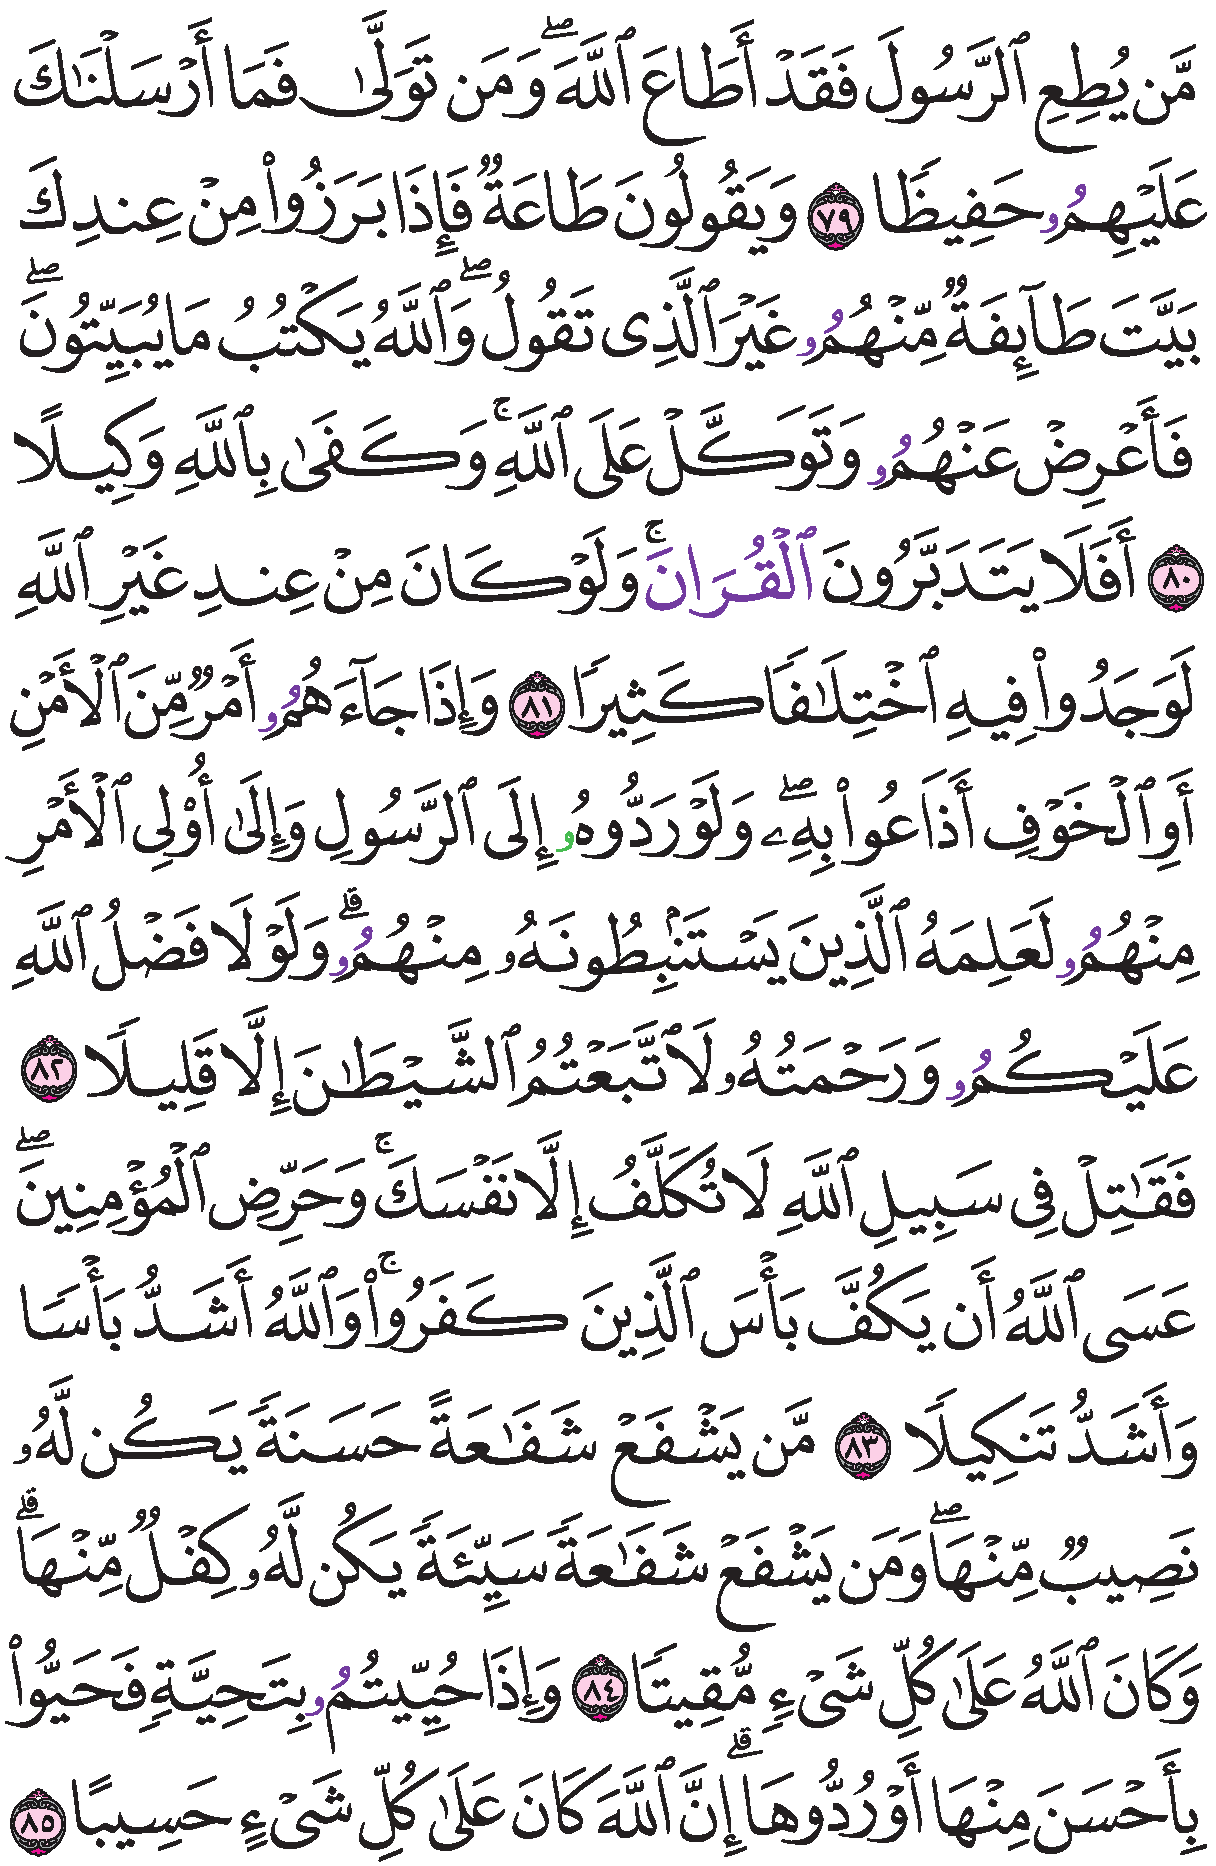 مَّن يُطِعِ ٱلرَّسُولَ فَقَدْ أَطَاعَ ٱللَّهَۖ وَمَن تَوَلَّىٰ فَمَا أَرْسَلْنَٰكَ
عَلَيْهِمُۥ حَفِيظًا ٧٩ وَيَقُولُونَ طَاعَةٌ فَإِذَا بَرَزُوا۟ مِنْ عِندِكَ
بَيَّتَ طَآئِفَةٌ مِّنْهُمُۥ غَيْرَ ٱلَّذِى تَقُولُۖ وَٱللَّهُ يَكْتُبُ مَا يُبَيِّتُونَۖ
فَأَعْرِضْ عَنْهُمُۥ وَتَوَكَّلْ عَلَى ٱللَّهِۚ وَكَفَىٰ بِٱللَّهِ وَكِيلًا
٨٠ أَفَلَا يَتَدَبَّرُونَ ٱلْقُرَانَۚ وَلَوْ كَانَ مِنْ عِندِ غَيْرِ ٱللَّهِ
لَوَجَدُوا۟ فِيهِ ٱخْتِلَٰفًا كَثِيرًا ٨١ وَإِذَا جَآءَهُمُۥ أَمْرٌ مِّنَ ٱلْأَمْنِ
أَوِ ٱلْخَوْفِ أَذَاعُوا۟ بِهِۦۖ وَلَوْ رَدُّوهُۥ إِلَى ٱلرَّسُولِ وَإِلَىٰ أُو۟لِى ٱلْأَمْرِ
مِنْهُمُۥ لَعَلِمَهُ ٱلَّذِينَ يَسْتَنۢبِطُونَهُۥ مِنْهُمُۥۗ وَلَوْلَا فَضْلُ ٱللَّهِ
عَلَيْكُمُۥ وَرَحْمَتُهُۥ لَٱتَّبَعْتُمُ ٱلشَّيْطَٰنَ إِلَّا قَلِيلًا ٨٢
فَقَٰتِلْ فِى سَبِيلِ ٱللَّهِ لَا تُكَلَّفُ إِلَّا نَفْسَكَۚ وَحَرِّضِ ٱلْمُؤْمِنِينَۖ
عَسَى ٱللَّهُ أَن يَكُفَّ بَأْسَ ٱلَّذِينَ كَفَرُوا۟ۚ وَٱللَّهُ أَشَدُّ بَأْسًا
وَأَشَدُّ تَنكِيلًا ٨٣ مَّن يَشْفَعْ شَفَٰعَةً حَسَنَةً يَكُن لَّهُۥ
نَصِيبٌ مِّنْهَاۖ وَمَن يَشْفَعْ شَفَٰعَةً سَيِّئَةً يَكُن لَّهُۥ كِفْلٌ مِّنْهَاۗ
وَكَانَ ٱللَّهُ عَلَىٰ كُلِّ شَىْءٍ مُّقِيتًا ٨٤ وَإِذَا حُيِّيتُمُۥ بِتَحِيَّةٍ فَحَيُّوا۟
بِأَحْسَنَ مِنْهَا أَوْ رُدُّوهَاۗ إِنَّ ٱللَّهَ كَانَ عَلَىٰ كُلِّ شَىْءٍ حَسِيبًا ٨٥